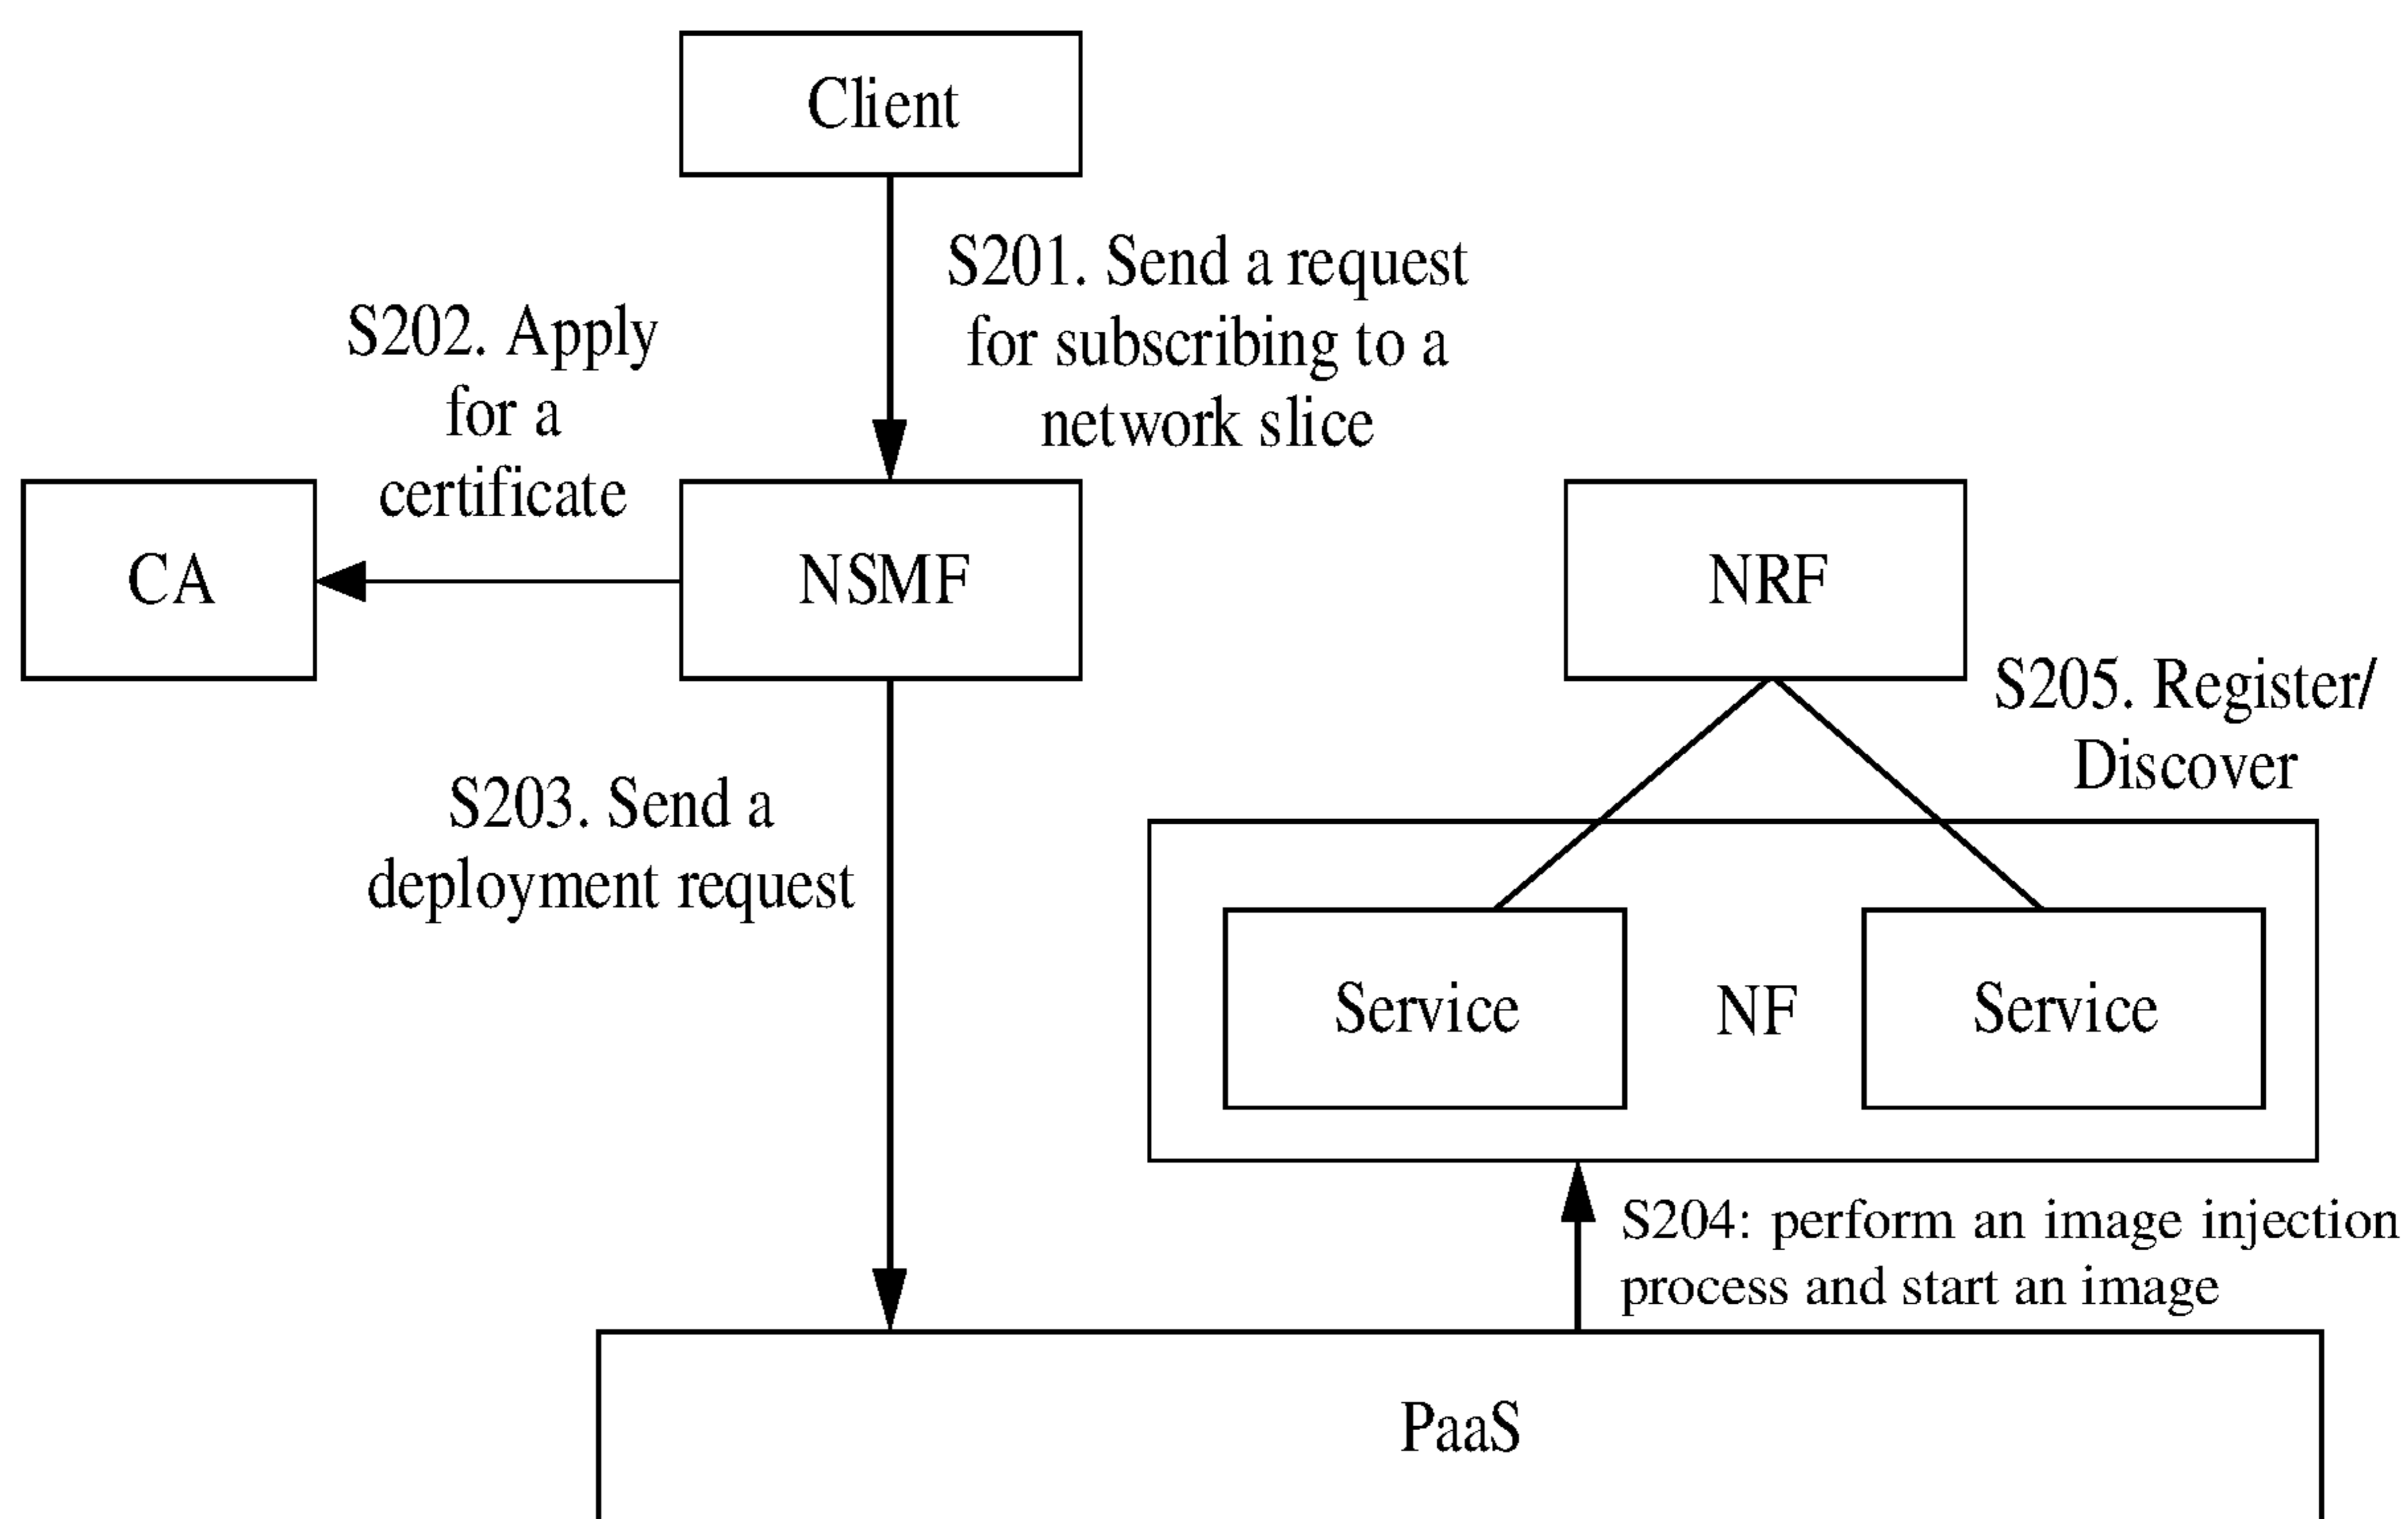 Client
S201. Send a request
for subscribing to a
network slice
S202. Apply
for a
certificate
CA
NSMF
NRF
S205. Register/
Discover
S203. Send a
deployment request
Service
NF
Service
S204: perform an image injection
process and start an image
PaaS